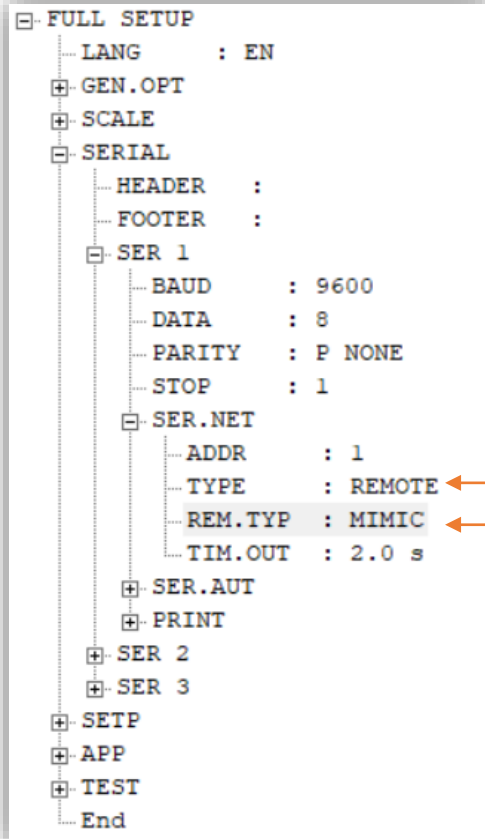 FULL SETUP
LANG : EN
GEN.OPT
SCALE
SERIAL
HEADER :
FOOTER :
SER 1
BAUD : 9600
DATA : 8
PARITY : P NONE
STOP : 1
SER.NET
ADDR : 1
TYPE : REMOTE
REM.TYP : MIMIC
TIM.OUT : 2.0 s
SER.AUT
PRINT
SER 2
SER 3
SETP
APP
TEST
End